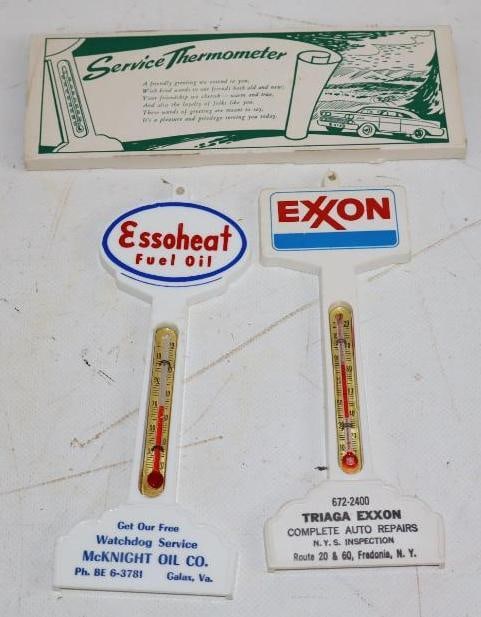 Service Thermometer
A friendly greeting we extend to you,
With kind words to our friends both old and new;
Your friendship we cherish — warm and true,
And also the loyalty of folks like you.
These words of greeting are meant to say,
It's a pleasure and privilege serving you today.
Essoheat
Fuel Oil
EXXON
Get Our Free
Watchdog Service
McKNIGHT OIL CO.
Ph. BE 6-3781 Galax, Va.
672-2400
TRIAGA EXXON
COMPLETE AUTO REPAIRS
N.Y.S. INSPECTION
Route 20 & 60, Fredonia, N. Y.